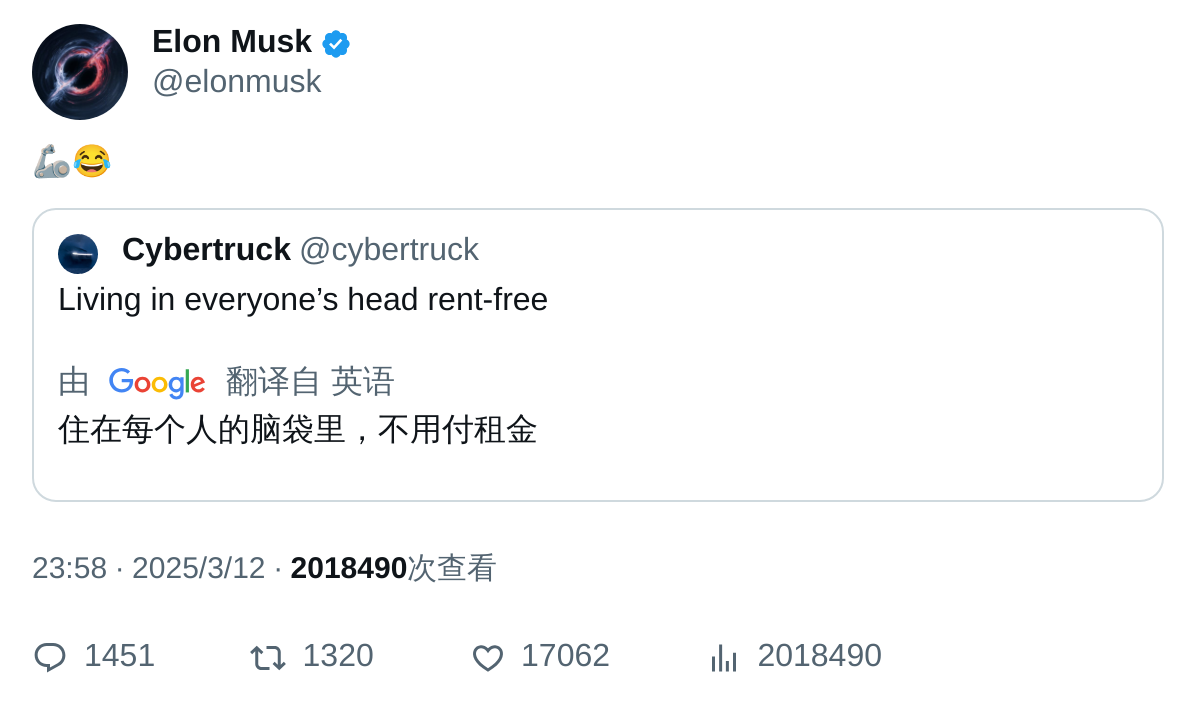 Elon Musk
@elonmusk
🦾😂
Cybertruck @cybertruck
Living in everyone’s head rent-free
由 Google 翻译自 英语
住在每个人的脑袋里，不用付租金
23:58 · 2025/3/12 · 2018490次查看
1451 1320 17062 2018490